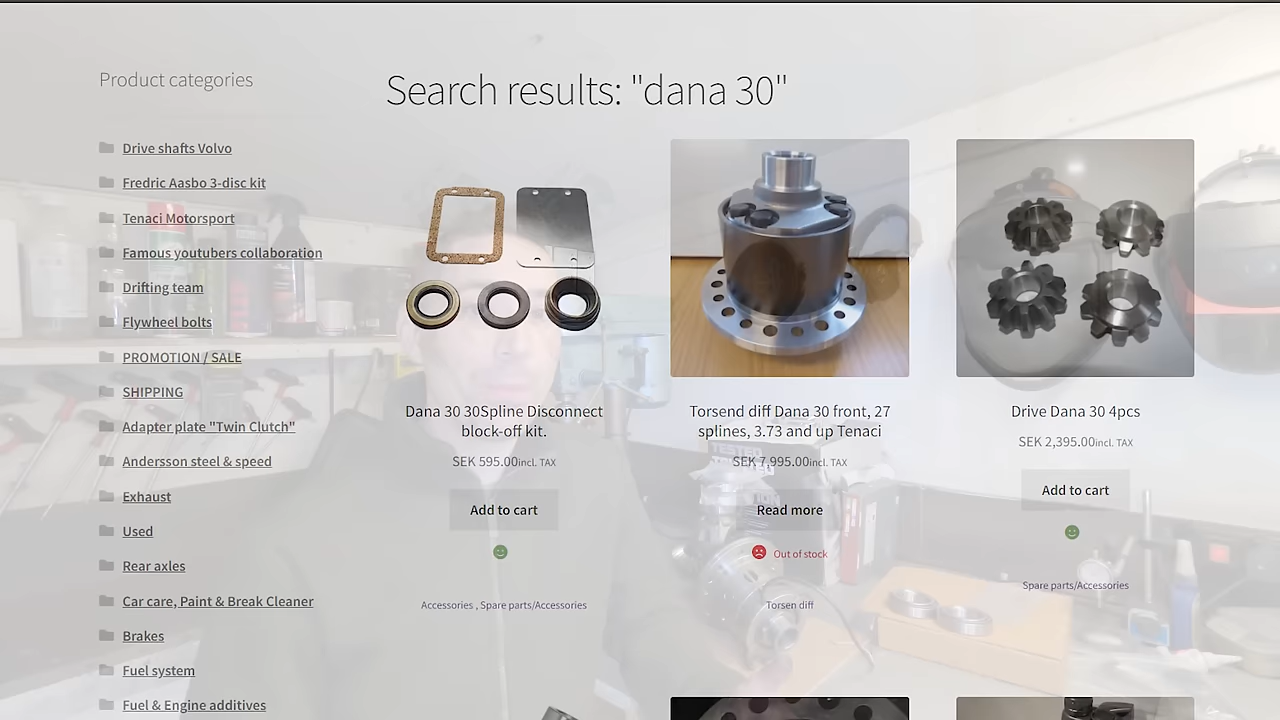 Product categories
Drive shafts Volvo
Fredric Aasbo 3-disc kit
Tenaci Motorsport
Famous youtubers collaboration
Drifting team
Flywheel bolts
PROMOTION / SALE
SHIPPING
Adapter plate "Twin Clutch"
Andersson steel & speed
Exhaust
Used
Rear axles
Car care, Paint & Break Cleaner
Brakes
Fuel system
Fuel & Engine additives
Search results: "dana 30"
Dana 30 30Spline Disconnect
block-off kit.
SEK 595.00incl. TAX
Add to cart
Accessories , Spare parts/Accessories
Torsend diff Dana 30 front, 27
splines, 3.73 and up Tenaci
SEK 7,995.00incl. TAX
Read more
Out of stock
Torsen diff
Drive Dana 30 4pcs
SEK 2,395.00incl. TAX
Add to cart
Spare parts/Accessories